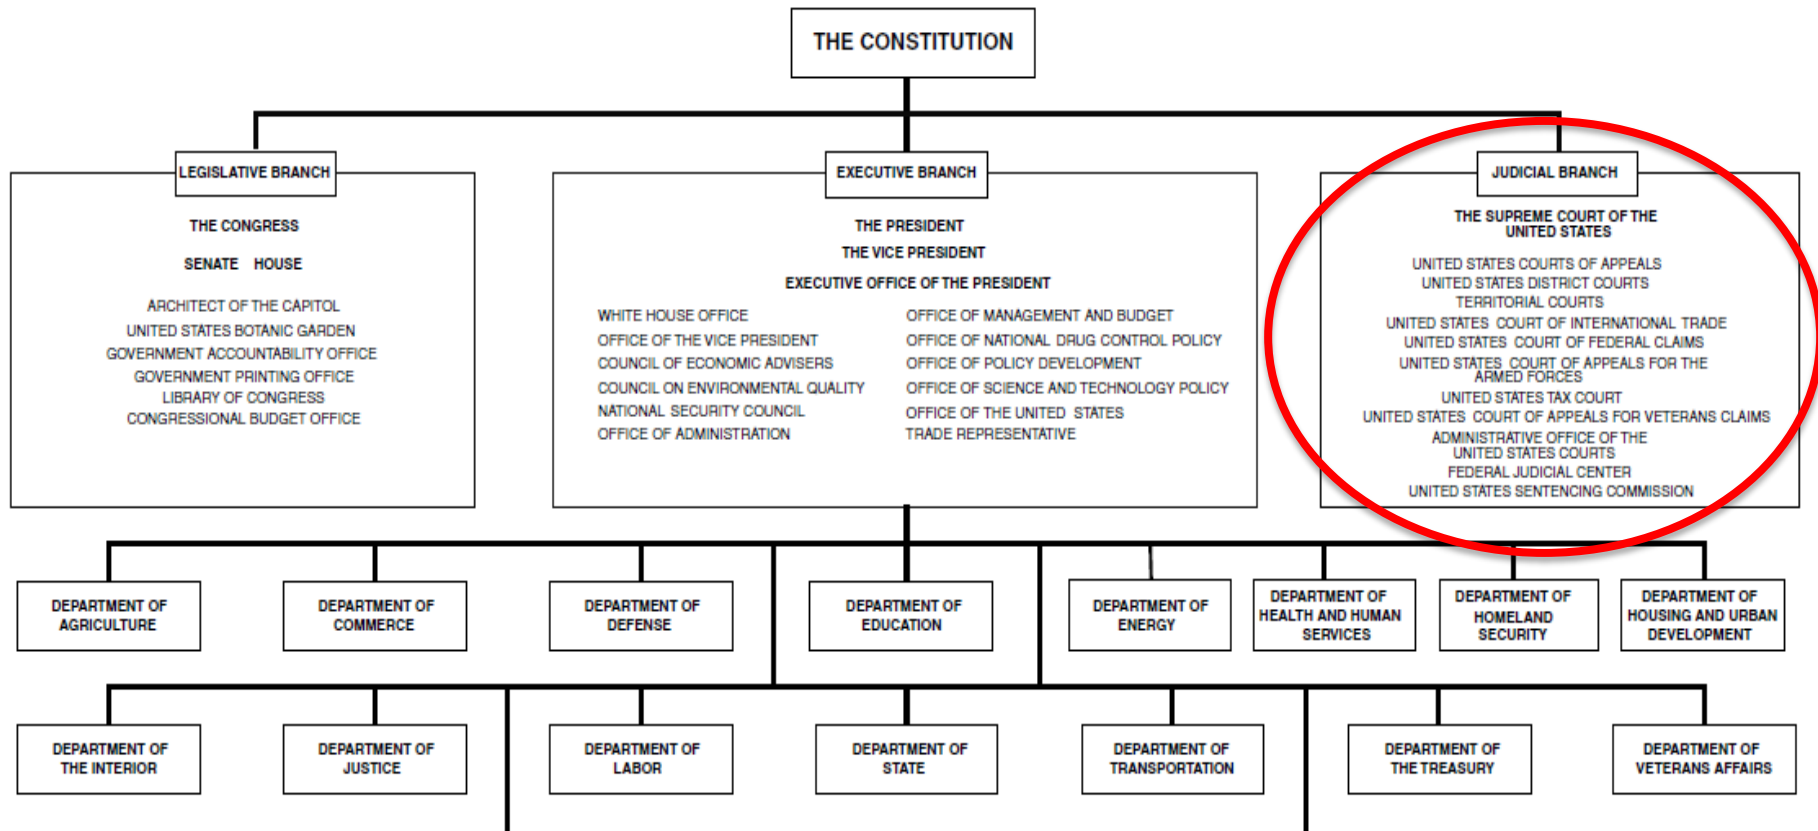 THE CONSTITUTION
LEGISLATIVE BRANCH
THE CONGRESS
SENATE HOUSE
ARCHITECT OF THE CAPITOL
UNITED STATES BOTANIC GARDEN
GOVERNMENT ACCOUNTABILITY OFFICE
GOVERNMENT PRINTING OFFICE
LIBRARY OF CONGRESS
CONGRESSIONAL BUDGET OFFICE
EXECUTIVE BRANCH
THE PRESIDENT
THE VICE PRESIDENT
EXECUTIVE OFFICE OF THE PRESIDENT
WHITE HOUSE OFFICE
OFFICE OF THE VICE PRESIDENT
COUNCIL OF ECONOMIC ADVISERS
COUNCIL ON ENVIRONMENTAL QUALITY
NATIONAL SECURITY COUNCIL
OFFICE OF ADMINISTRATION
OFFICE OF MANAGEMENT AND BUDGET
OFFICE OF NATIONAL DRUG CONTROL POLICY
OFFICE OF POLICY DEVELOPMENT
OFFICE OF SCIENCE AND TECHNOLOGY POLICY
OFFICE OF THE UNITED STATES
TRADE REPRESENTATIVE
JUDICIAL BRANCH
THE SUPREME COURT OF THE
UNITED STATES
UNITED STATES COURTS OF APPEALS
UNITED STATES DISTRICT COURTS
TERRITORIAL COURTS
UNITED STATES COURT OF INTERNATIONAL TRADE
UNITED STATES COURT OF FEDERAL CLAIMS
UNITED STATES COURT OF APPEALS FOR THE
ARMED FORCES
UNITED STATES TAX COURT
UNITED STATES COURT OF APPEALS FOR VETERANS CLAIMS
ADMINISTRATIVE OFFICE OF THE
UNITED STATES COURTS
FEDERAL JUDICIAL CENTER
UNITED STATES SENTENCING COMMISSION
DEPARTMENT OF
AGRICULTURE
DEPARTMENT OF
COMMERCE
DEPARTMENT OF
DEFENSE
DEPARTMENT OF
EDUCATION
DEPARTMENT OF
ENERGY
DEPARTMENT OF
HEALTH AND HUMAN
SERVICES
DEPARTMENT OF
HOMELAND
SECURITY
DEPARTMENT OF
HOUSING AND URBAN
DEVELOPMENT
DEPARTMENT OF
THE INTERIOR
DEPARTMENT OF
JUSTICE
DEPARTMENT OF
LABOR
DEPARTMENT OF
STATE
DEPARTMENT OF
TRANSPORTATION
DEPARTMENT OF
THE TREASURY
DEPARTMENT OF
VETERANS AFFAIRS